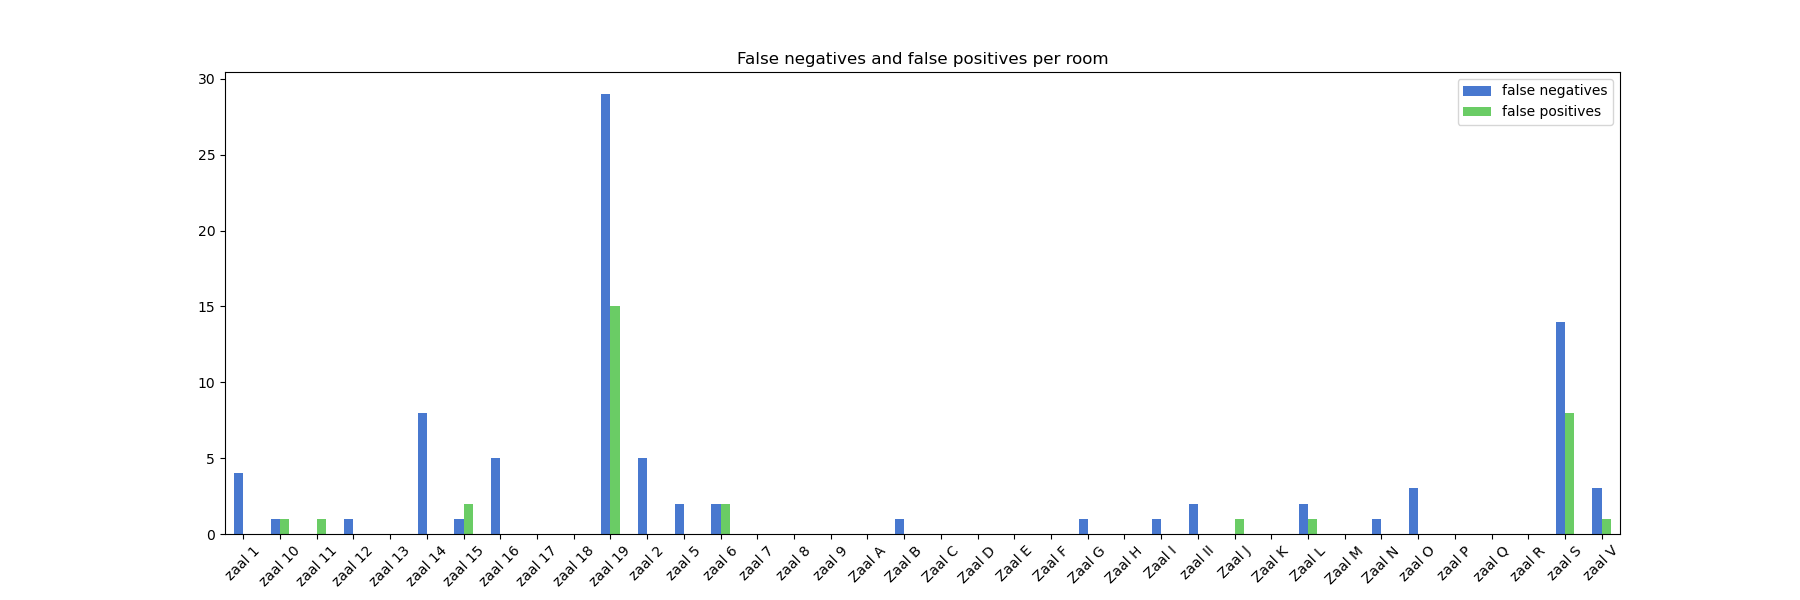 False negatives and false positives per room
30
25
20
15
10
5
0
false negatives
false positives
zaal 1
zaal 10
zaal 11
zaal 12
zaal 13
zaal 14
zaal 15
zaal 16
zaal 17
zaal 18
zaal 19
zaal 2
zaal 5
zaal 6
zaal 7
zaal 8
zaal 9
Zaal A
Zaal B
Zaal C
Zaal D
Zaal E
Zaal F
Zaal G
Zaal H
Zaal I
zaal II
Zaal J
Zaal K
Zaal L
Zaal M
Zaal N
zaal O
zaal P
zaal Q
zaal R
zaal S
zaal V